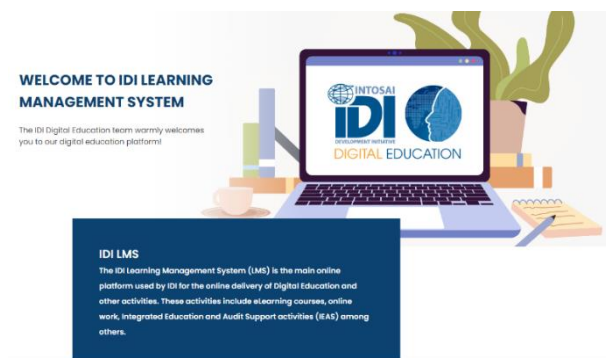 WELCOME TO IDI LEARNING
MANAGEMENT SYSTEM
The IDI Digital Education team warmly welcomes
you to our digital education platform!
INTOSAI
IDI
DEVELOPMENT INITIATIVE
DIGITAL EDUCATION
IDI LMS
The IDI Learning Management System (LMS) is the main online
platform used by IDI for the online delivery of Digital Education and
other activities. These activities include eLearning courses, online
work, Integrated Education and Audit Support activities (IEAS) among
others.